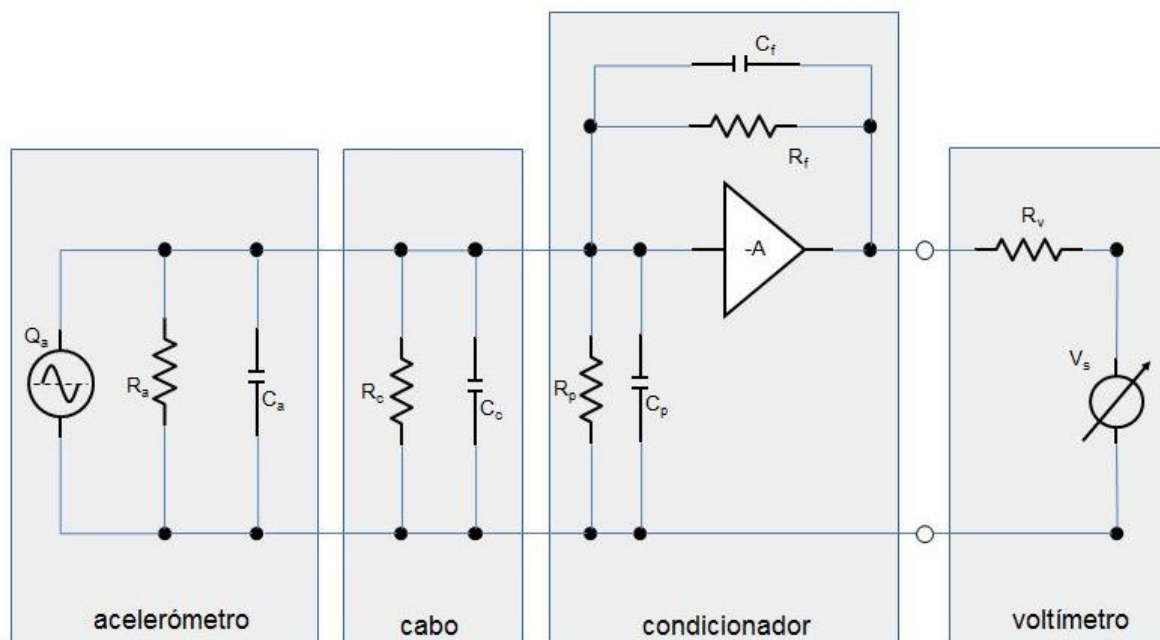 C_f
R_f
-A
R_v
Q_a
R_a
C_a
R_c
C_c
R_p
C_p
V_s
acelerómetro
cabo
condicionador
voltímetro